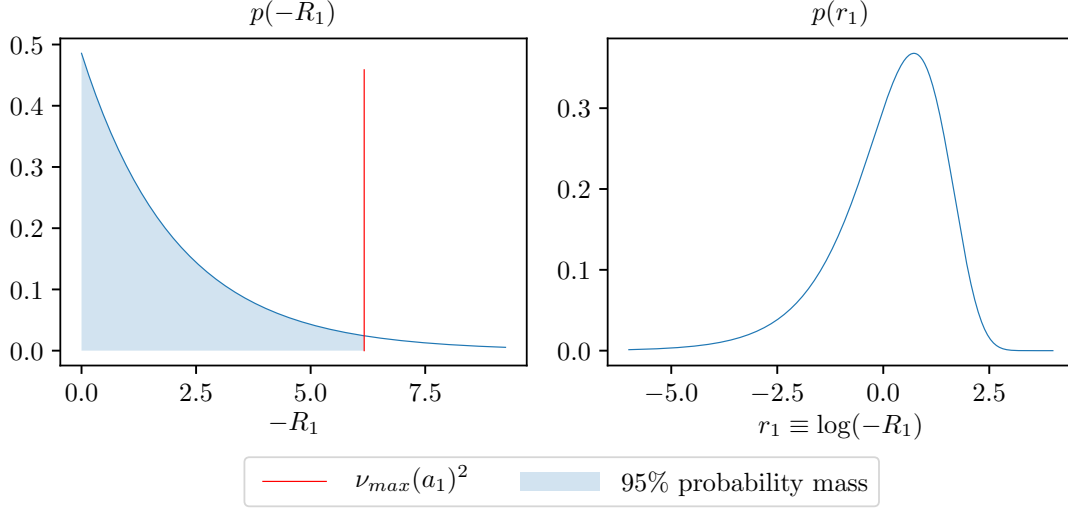 p(−R₁)
0.5
0.4
0.3
0.2
0.1
0.0
0.0 2.5 5.0 7.5
−R₁
p(r₁)
0.3
0.2
0.1
0.0
−5.0 −2.5 0.0 2.5
r₁ ≡ log(−R₁)
ν_{max}(a₁)² 95% probability mass